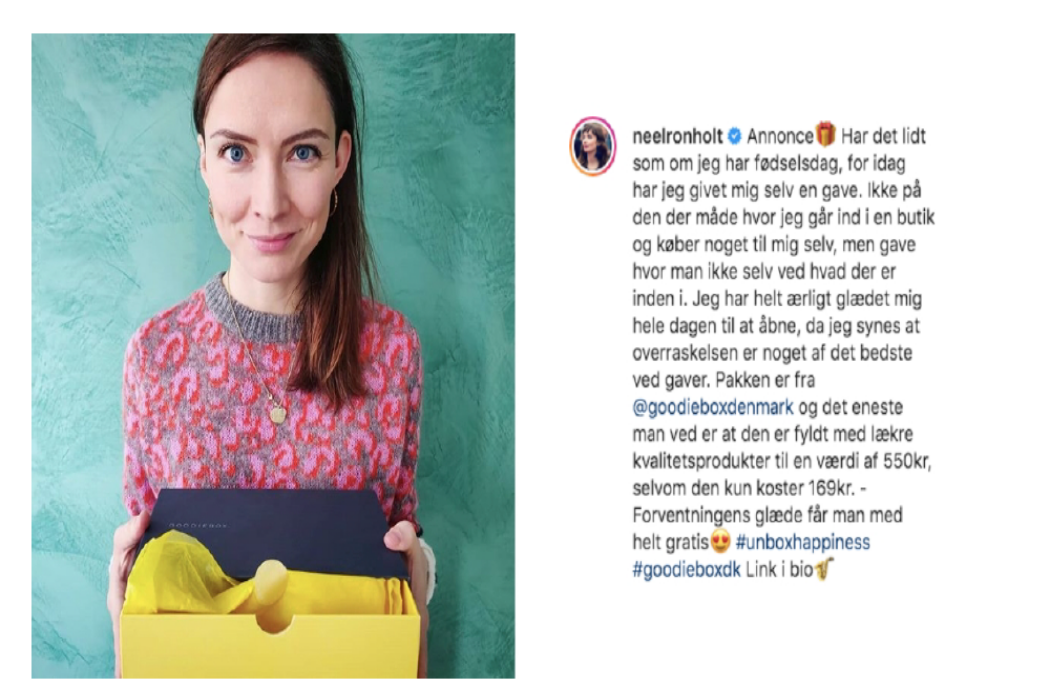 GOODIEBOX
neelronholt Annonce🎁 Har det lidt
som om jeg har fødselsdag, for idag
har jeg givet mig selv en gave. Ikke på
den der måde hvor jeg går ind i en butik
og køber noget til mig selv, men gave
hvor man ikke selv ved hvad der er
inden i. Jeg har helt ærligt glædet mig
hele dagen til at åbne, da jeg synes at
overraskelsen er noget af det bedste
ved gaver. Pakken er fra
@goodieboxdenmark og det eneste
man ved er at den er fyldt med lækre
kvalitetsprodukter til en værdi af 550kr,
selvom den kun koster 169kr. -
Forventningens glæde får man med
helt gratis😍 #unboxhappiness
#goodieboxdk Link i bio🎷